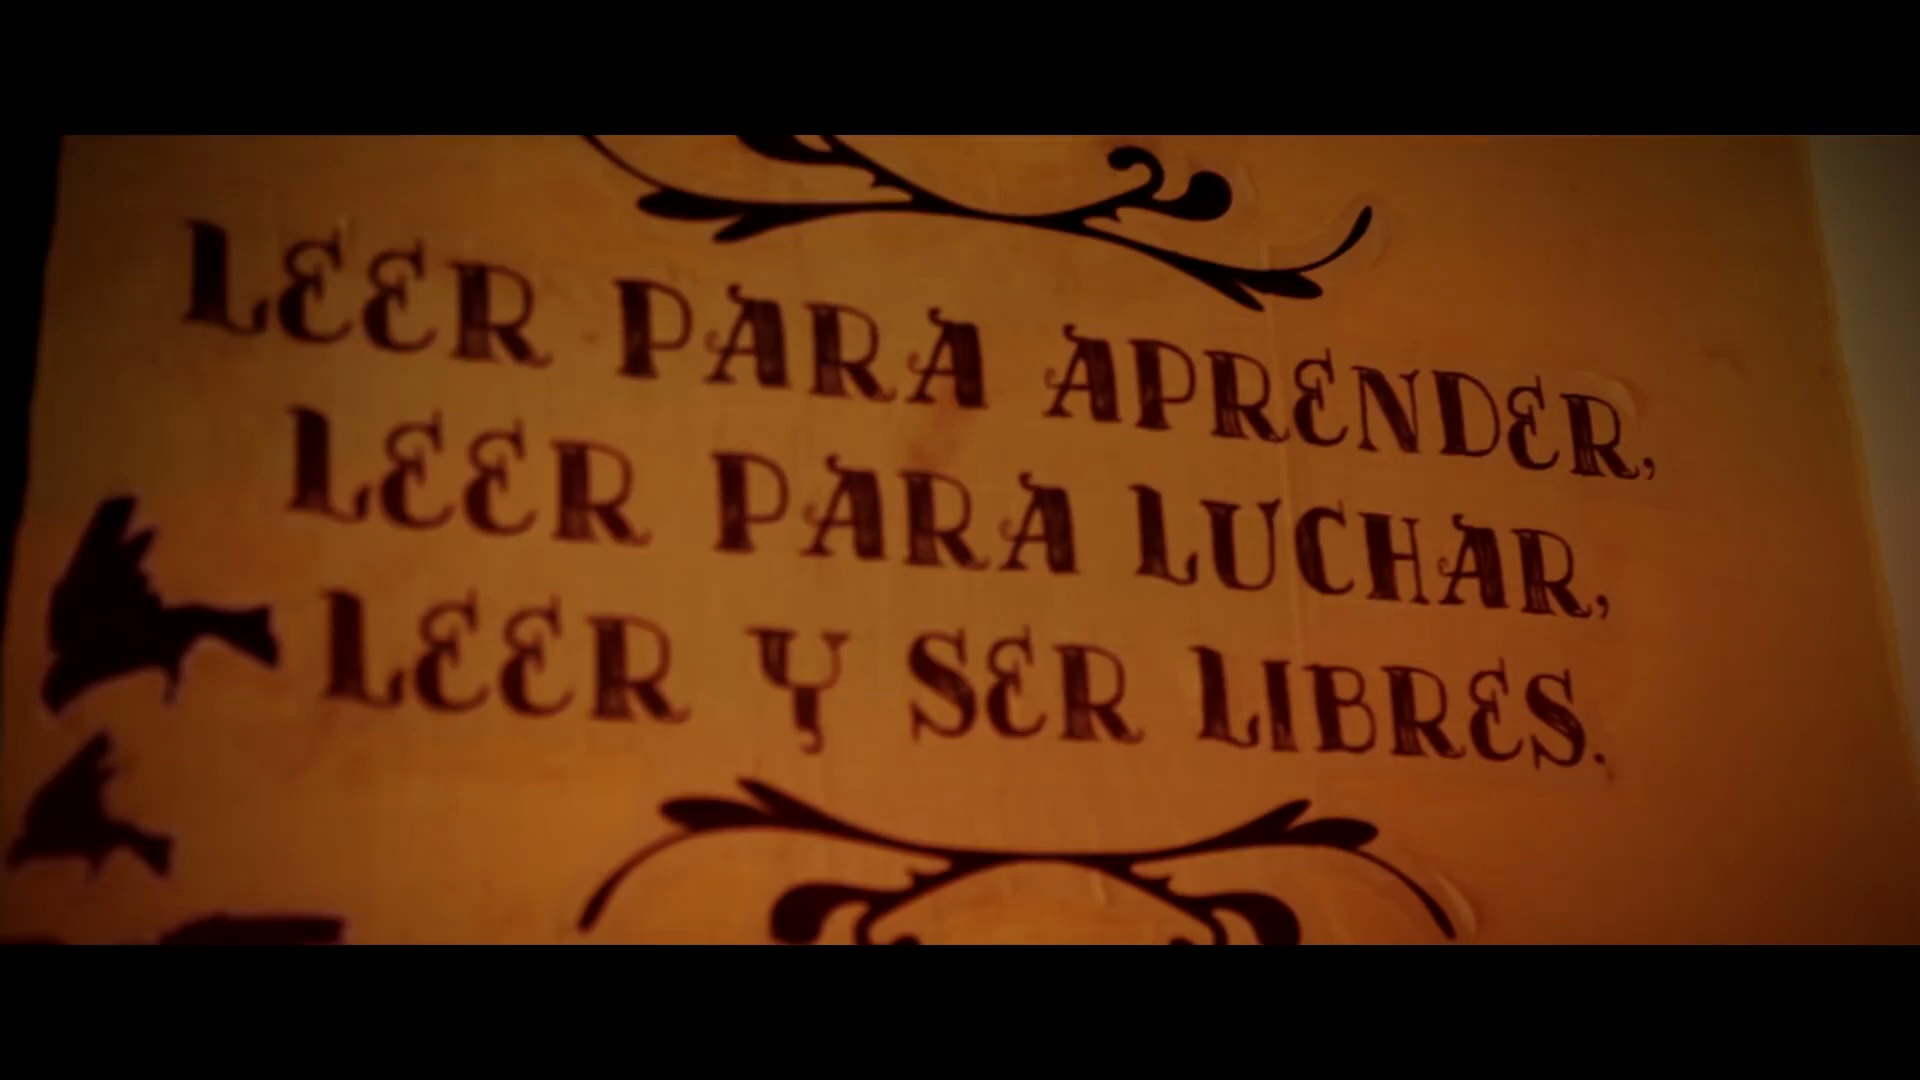 LEER PARA APRENDER,
LEER PARA LUCHAR,
LEER Y SER LIBRES.